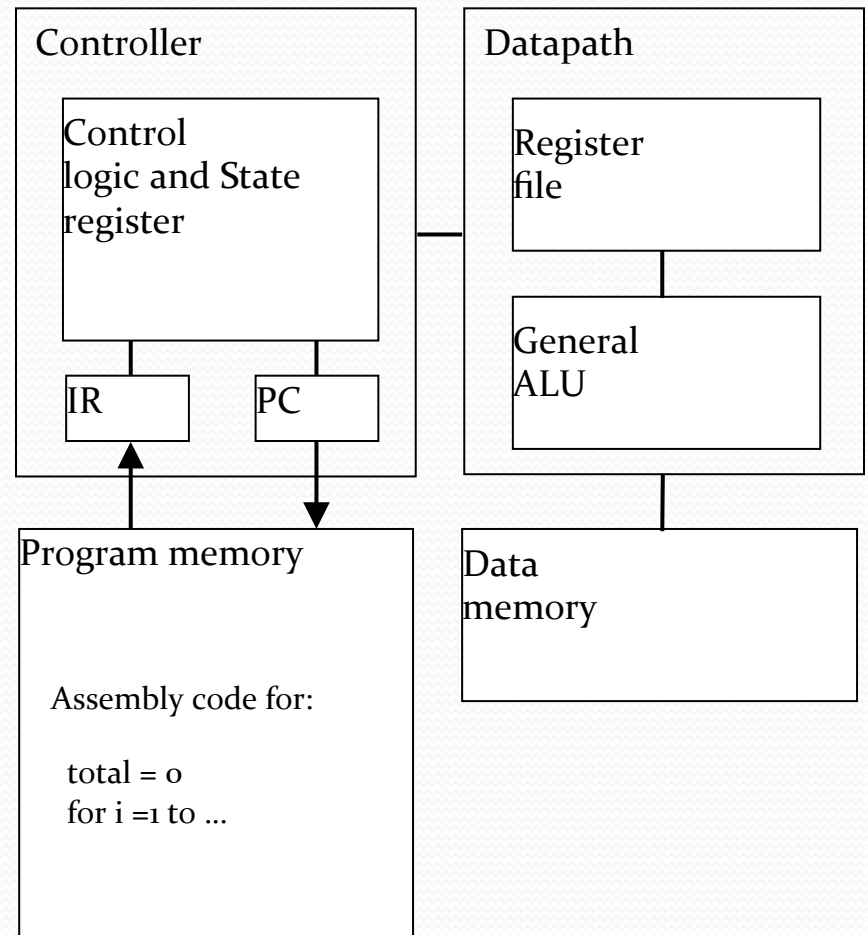 Controller
Control
logic and State
register
IR
PC
Datapath
Register
file
General
ALU
Program memory
Assembly code for:
total = 0
for i =1 to ...
Data
memory